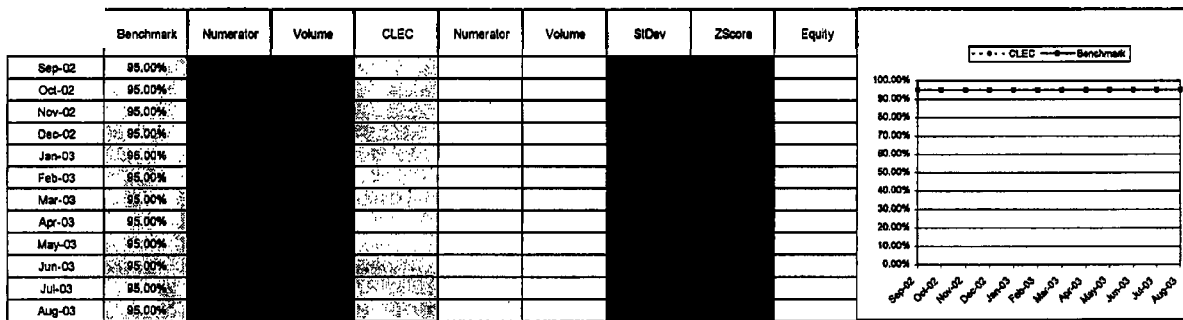 Benchmark Numerator Volume CLEC Numerator Volume StDev ZScore Equity
Sep-02 95.00%
Oct-02 95.00%
Nov-02 95.00%
Dec-02 95.00%
Jan-03 95.00%
Feb-03 95.00%
Mar-03 95.00%
Apr-03 95.00%
May-03 95.00%
Jun-03 95.00%
Jul-03 95.00%
Aug-03 95.00%
CLEC Benchmark
100.00%
90.00%
80.00%
70.00%
60.00%
50.00%
40.00%
30.00%
20.00%
10.00%
0.00%
Sep-02 Oct-02 Nov-02 Dec-02 Jan-03 Feb-03 Mar-03 Apr-03 May-03 Jun-03 Jul-03 Aug-03